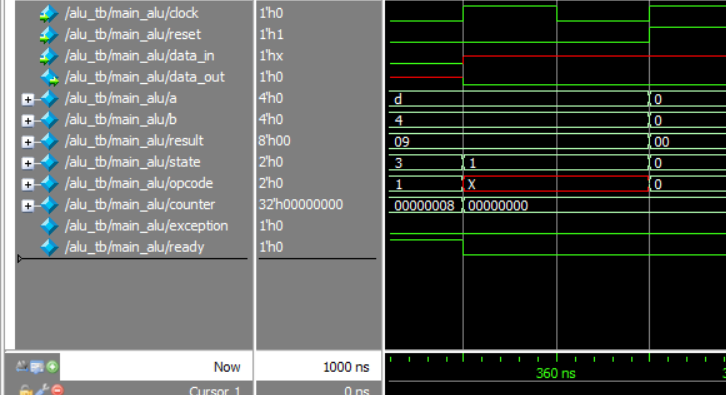 /alu_tb/main_alu/clock 1'h0
/alu_tb/main_alu/reset 1'h1
/alu_tb/main_alu/data_in 1'hx
/alu_tb/main_alu/data_out 1'h0
/alu_tb/main_alu/a 4'h0 d 0
/alu_tb/main_alu/b 4'h0 4 0
/alu_tb/main_alu/result 8'h00 09 00
/alu_tb/main_alu/state 2'h0 3 1 0
/alu_tb/main_alu/opcode 2'h0 1 X 0
/alu_tb/main_alu/counter 32'h00000000 00000008 00000000
/alu_tb/main_alu/exception 1'h0
/alu_tb/main_alu/ready 1'h0
Now 1000 ns 360 ns
Cursor 1 0 ns